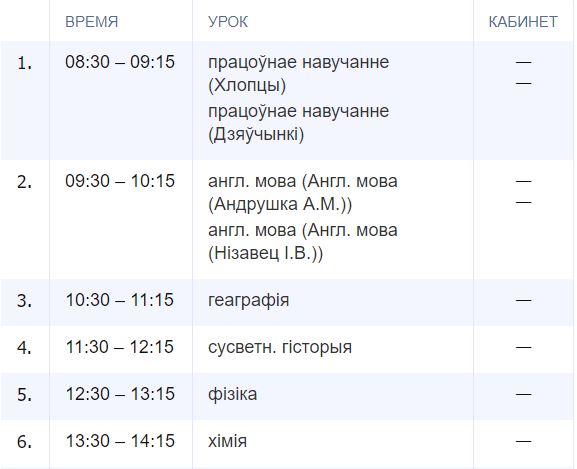 ВРЕМЯ УРОК КАБИНЕТ
1. 08:30 – 09:15 працоўнае навучанне —
(Хлопцы) —
працоўнае навучанне
(Дзяўчынкі)
2. 09:30 – 10:15 англ. мова (Англ. мова —
(Андрушка А.М.)) —
англ. мова (Англ. мова
(Нізавец І.В.))
3. 10:30 – 11:15 геаграфія —
4. 11:30 – 12:15 сусветн. гісторыя —
5. 12:30 – 13:15 фізіка —
6. 13:30 – 14:15 хімія —